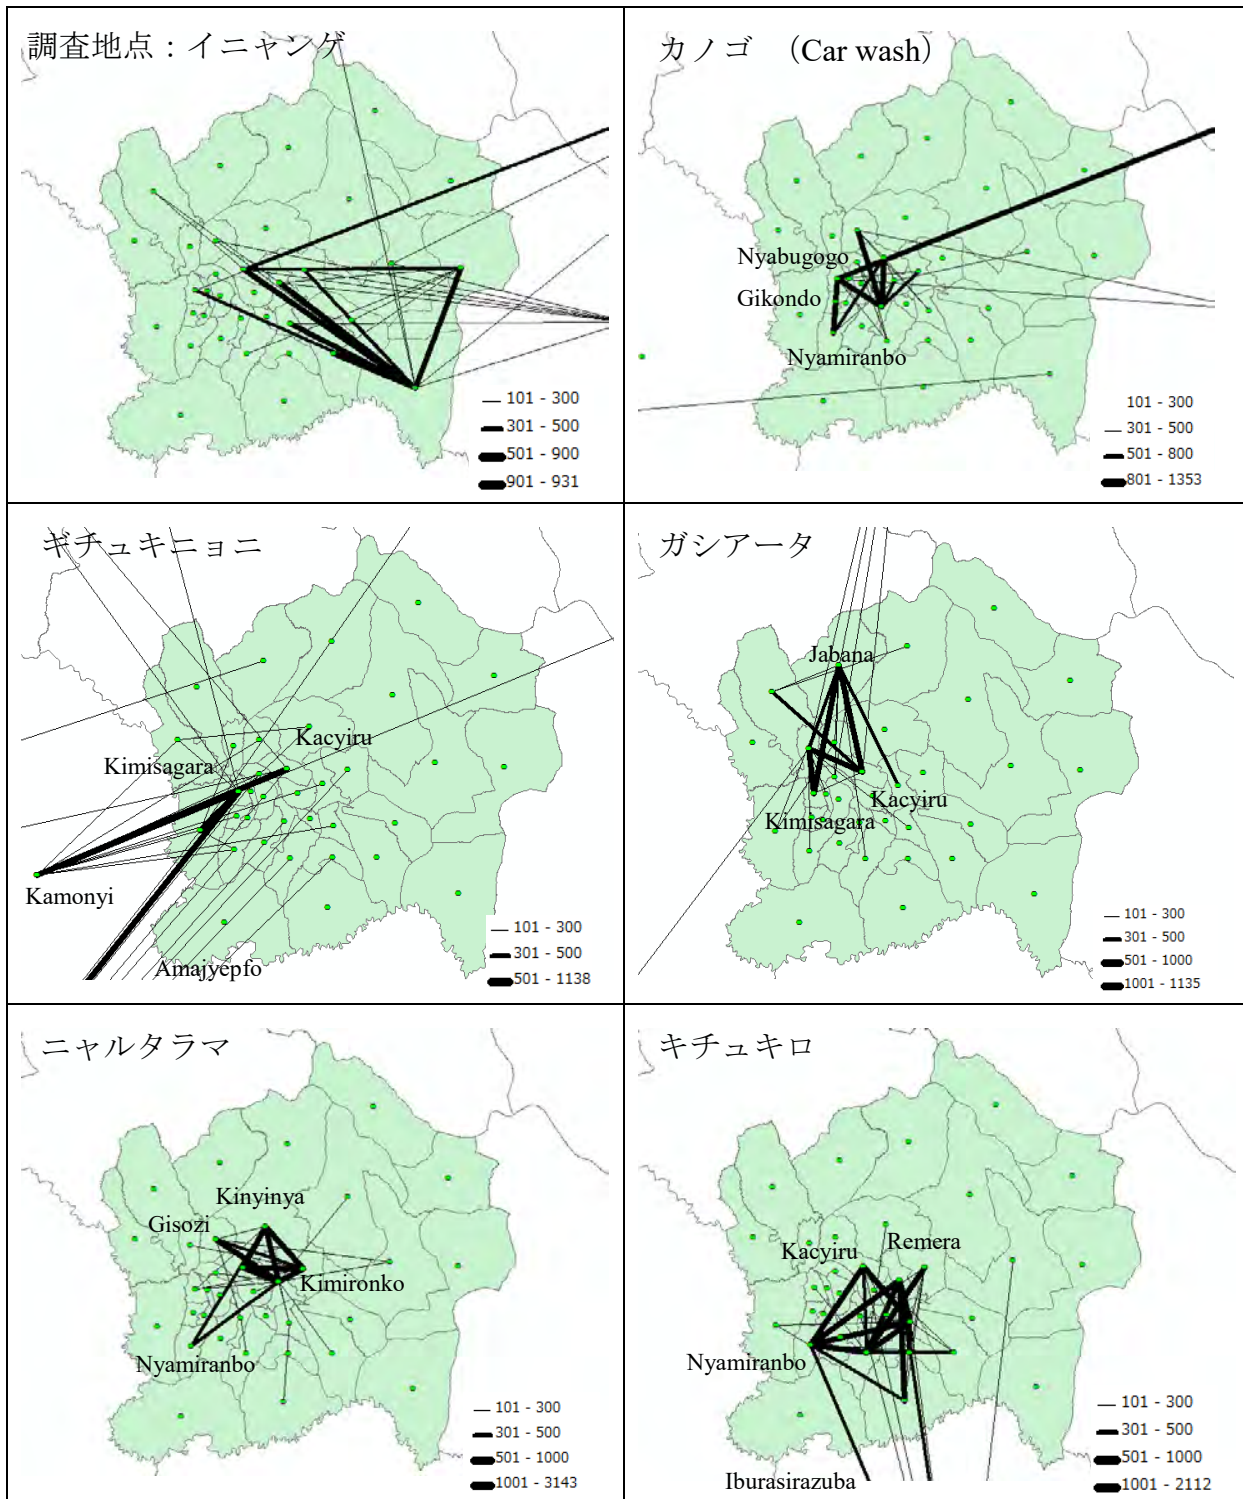 調査地点：イニャンゲ
101 - 300
301 - 500
501 - 900
901 - 931
カノゴ （Car wash）
Nyabugogo
Gikondo
Nyamiranbo
101 - 300
301 - 500
501 - 800
801 - 1353
ギチュキニョニ
Kacyiru
Kimisagara
Kamonyi
Amajyepfo
101 - 300
301 - 500
501 - 1138
ガシアータ
Jabana
Kacyiru
Kimisagara
101 - 300
301 - 500
501 - 1000
1001 - 1135
ニャルタラマ
Kinyinya
Gisozi
Kimironko
Nyamiranbo
101 - 300
301 - 500
501 - 1000
1001 - 3143
キチュキロ
Remera
Kacyiru
Nyamiranbo
Iburasirazuba
101 - 300
301 - 500
501 - 1000
1001 - 2112